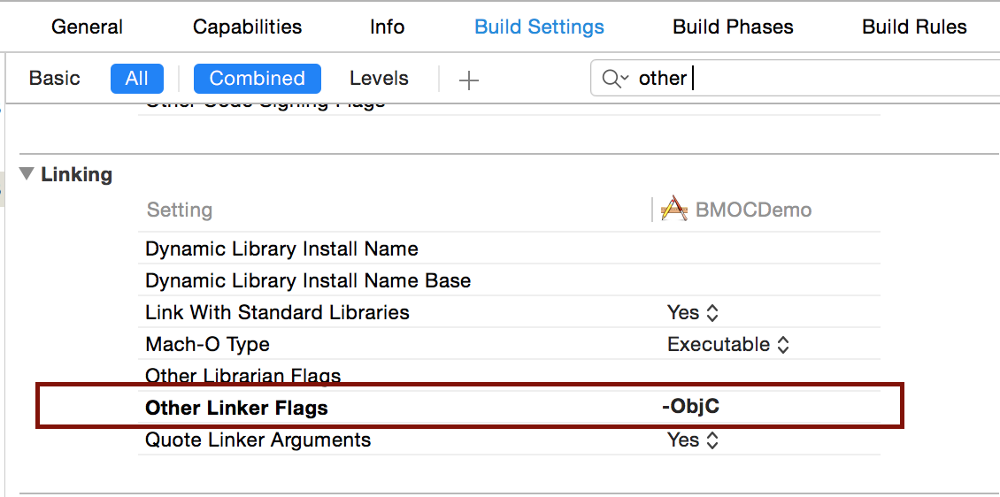 General Capabilities Info Build Settings Build Phases Build Rules
Basic All Combined Levels + other
Other Code Signing Flags
Linking
Setting BMOCDemo
Dynamic Library Install Name
Dynamic Library Install Name Base
Link With Standard Libraries Yes
Mach-O Type Executable
Other Librarian Flags
Other Linker Flags -ObjC
Quote Linker Arguments Yes